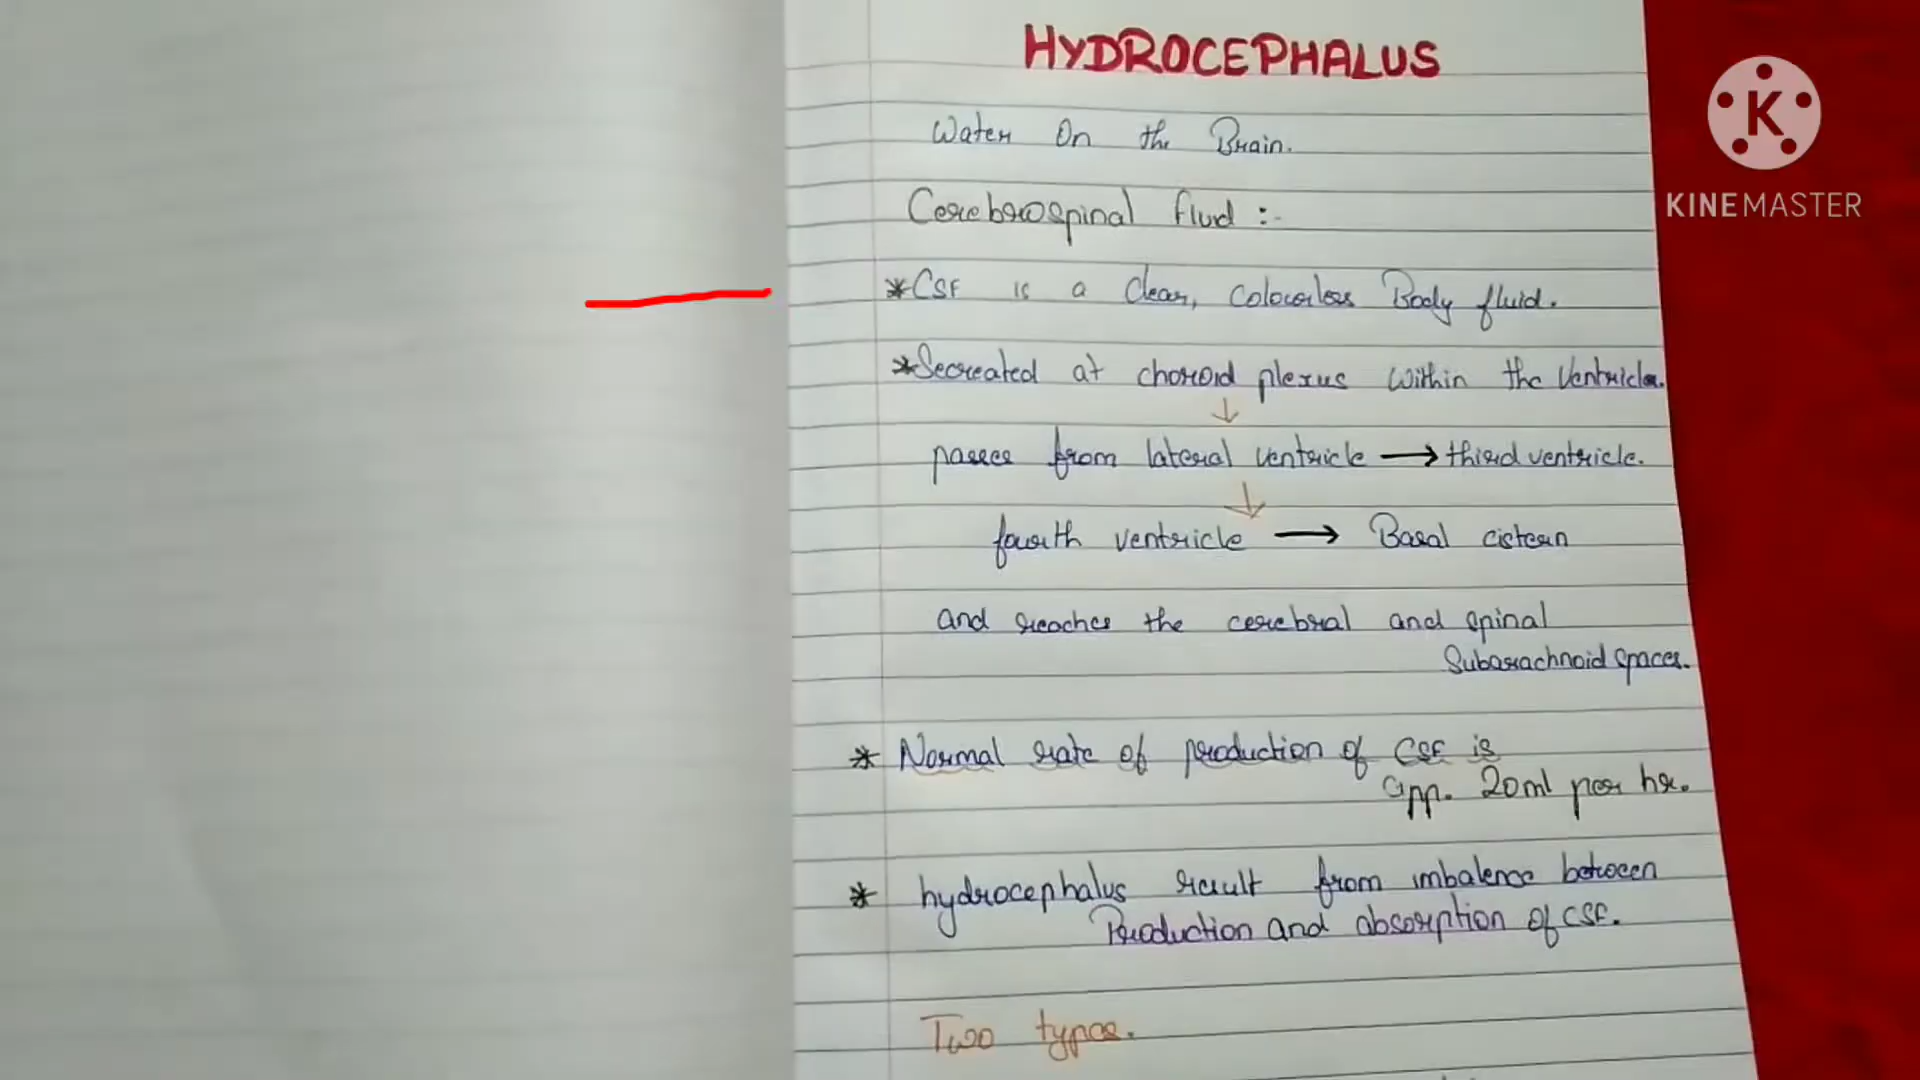 HYDROCEPHALUS
Water On the Brain.
Cerebrospinal fluid :-
*CSF is a Clear, Colourless Body fluid.
*Secreated at choroid plexus within the Ventricle.
↓
passes from lateral ventricle → third ventricle.
↓
fourth ventricle → Basal cistern
and reaches the cerebral and spinal
Subarachnoid spaces.
* Normal rate of production of CSF is
app. 20ml per hr.
* hydrocephalus result from imbalence between
Production and absorption of CSF.
Two types.
K
KINEMASTER